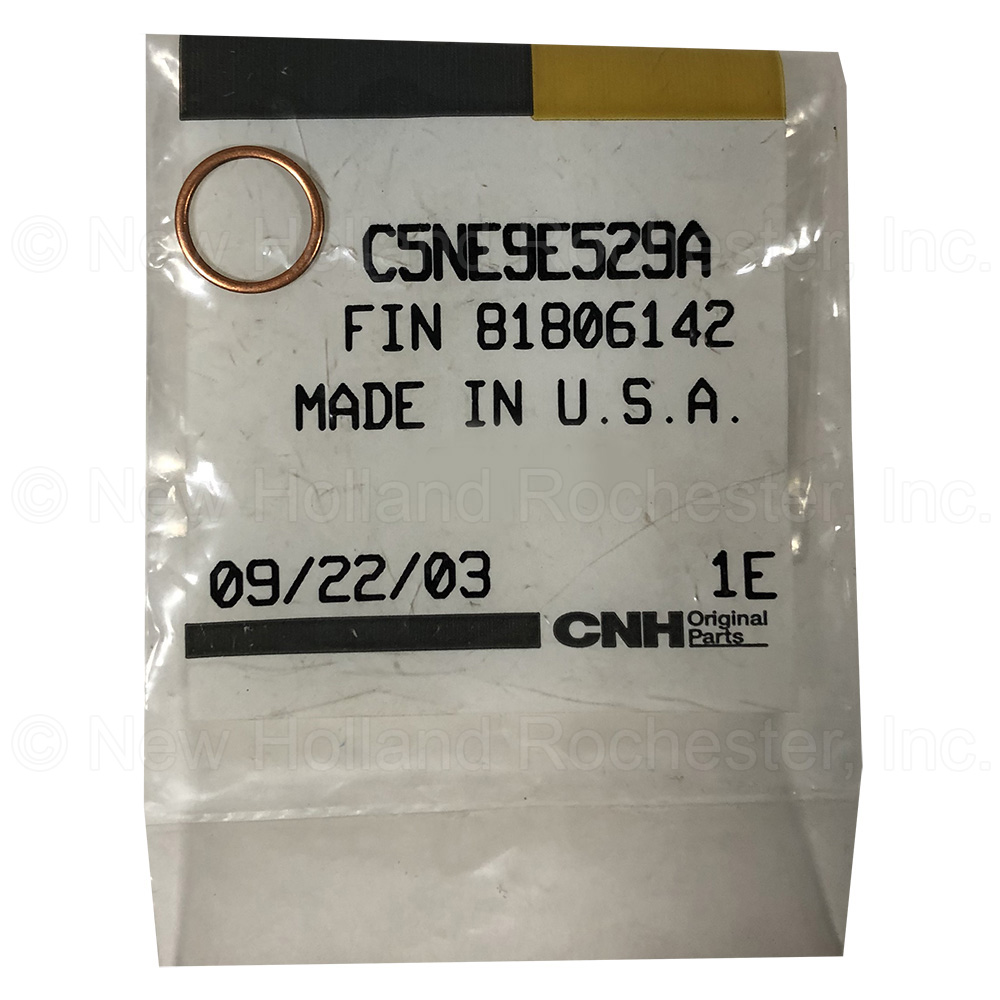 © New Holland Rochester, Inc.
C5NE9E529A
FIN 81806142
MADE IN U.S.A.
© New Holland Rochester, Inc.
09/22/03 1E
CNH Original Parts
© New Holland Rochester, Inc.